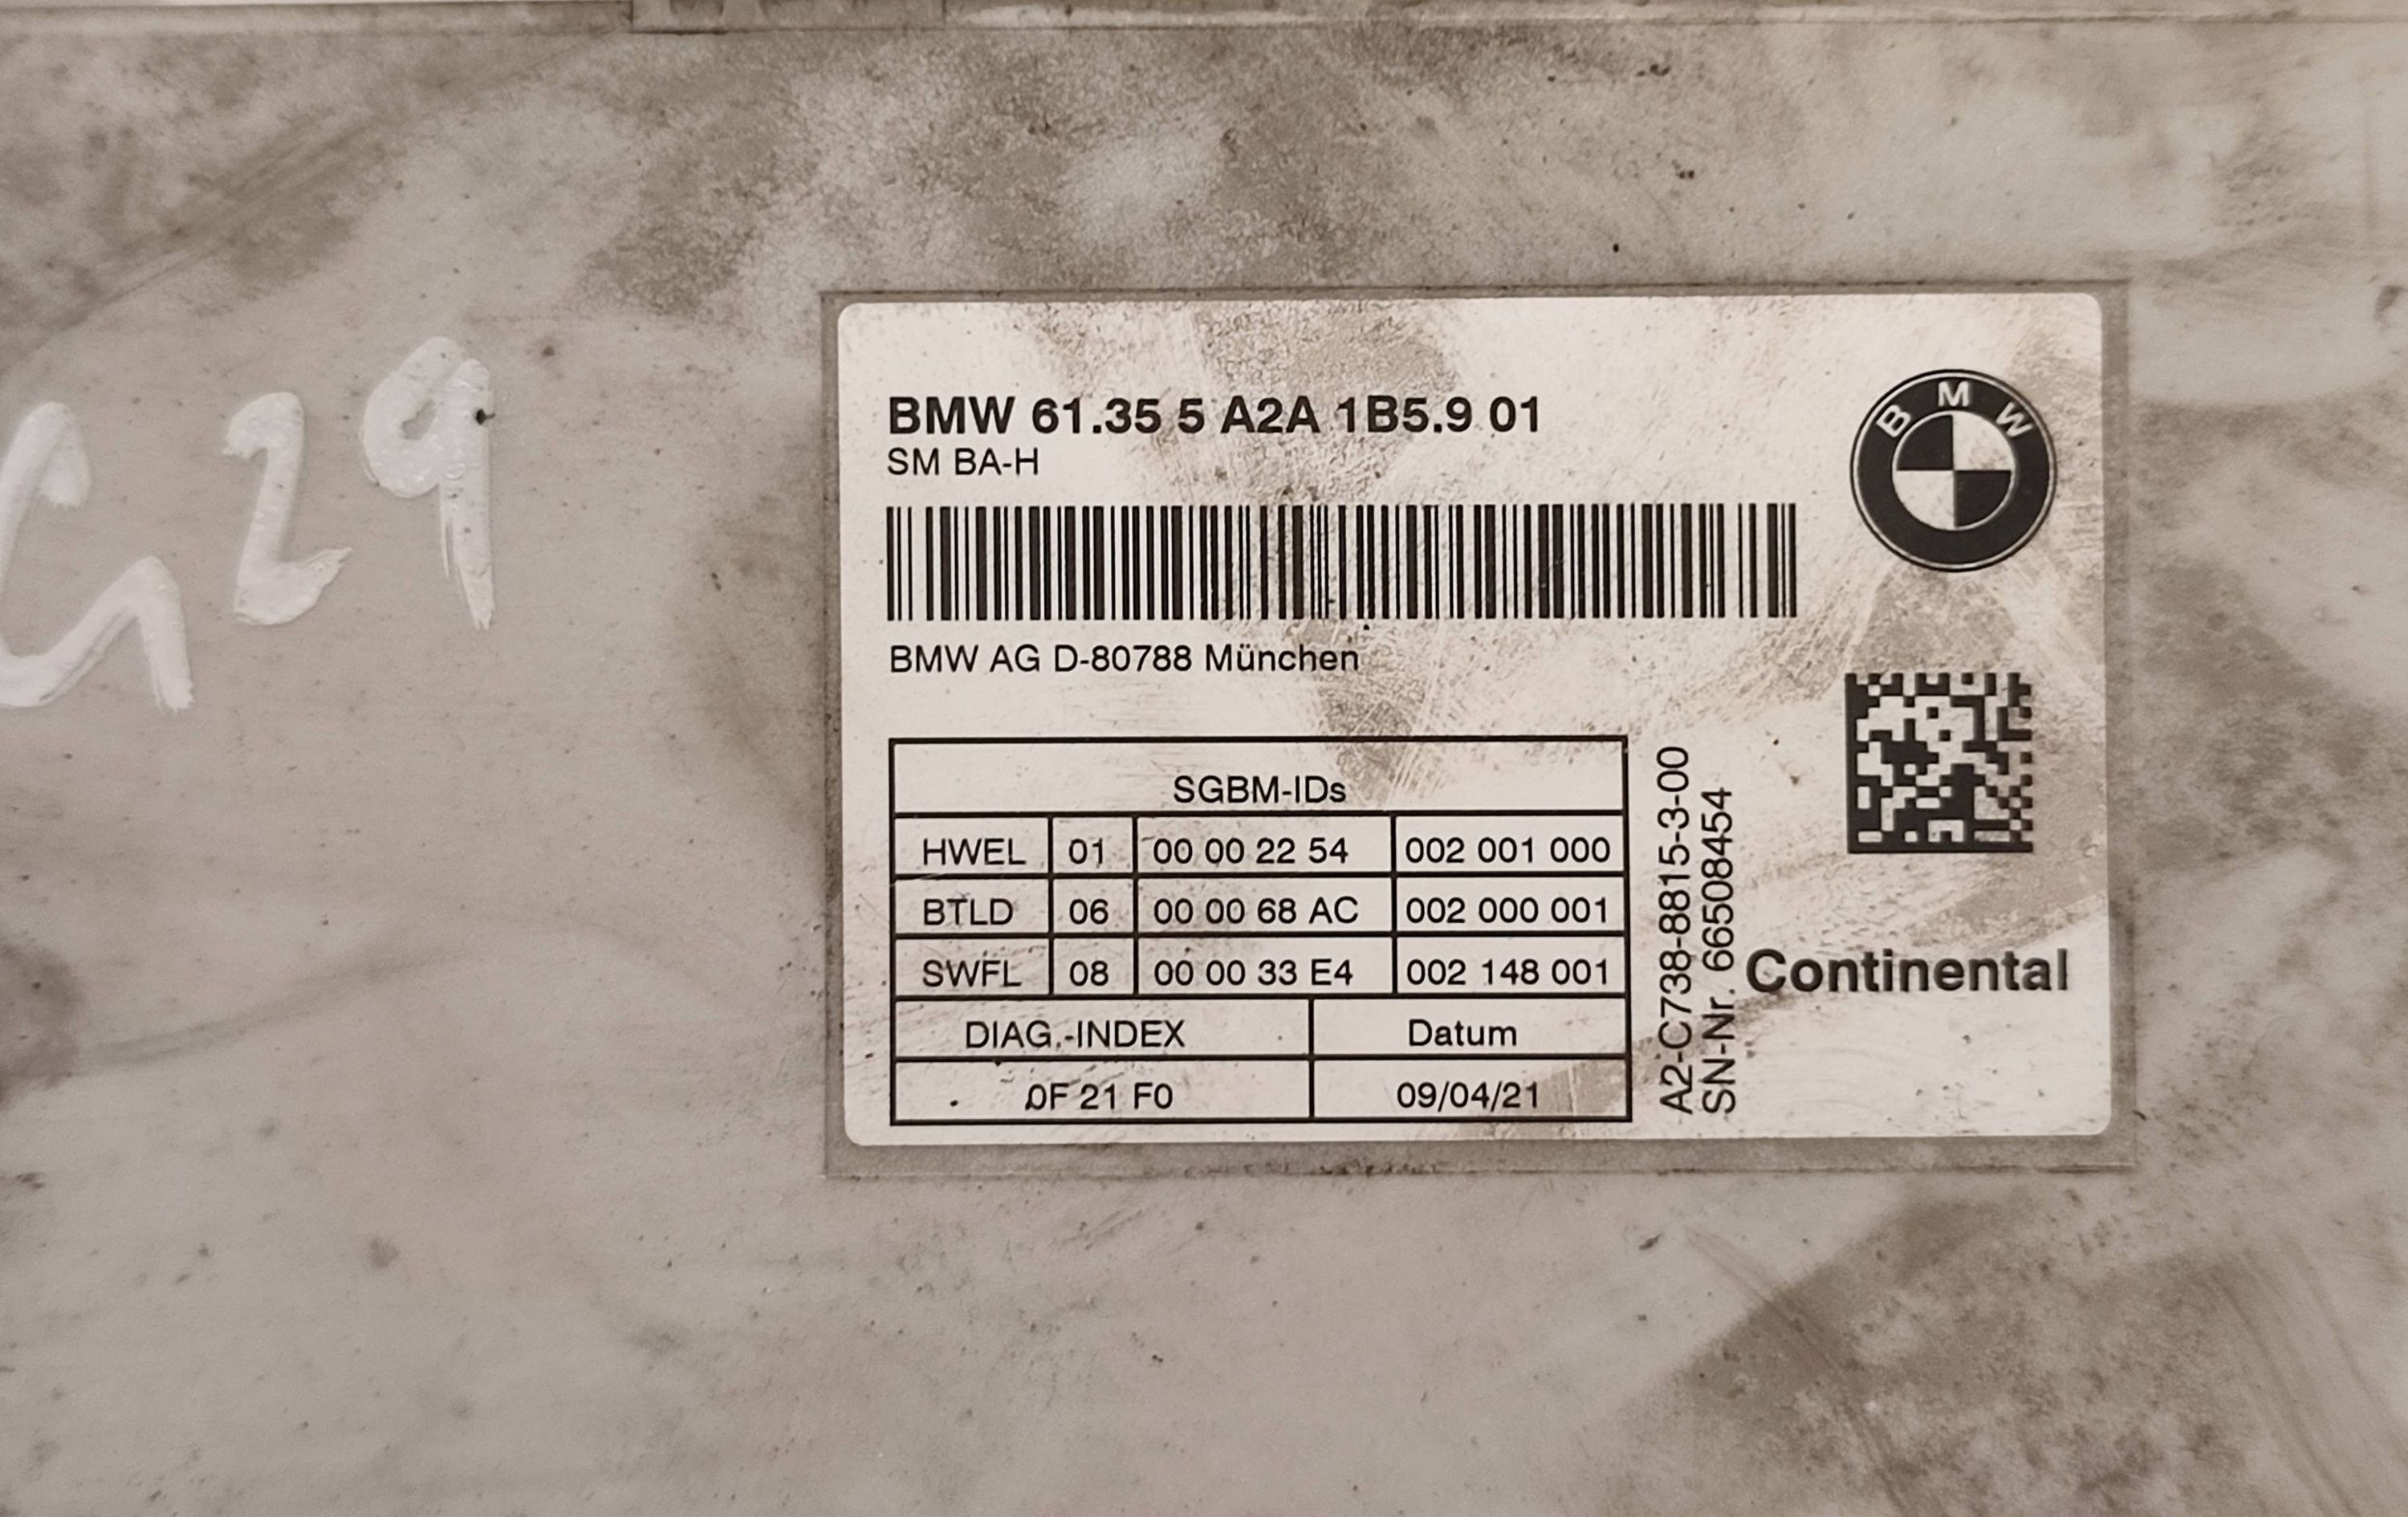 G29
BMW 61.35 5 A2A 1B5.9 01
SM BA-H
BMW
BMW AG D-80788 München
SGBM-IDs
HWEL 01 00 00 22 54 002 001 000
BTLD 06 00 00 68 AC 002 000 001
SWFL 08 00 00 33 E4 002 148 001
DIAG.-INDEX Datum
0F 21 F0 09/04/21
A2-C738-8815-3-00
SN-Nr. 665084454
Continental